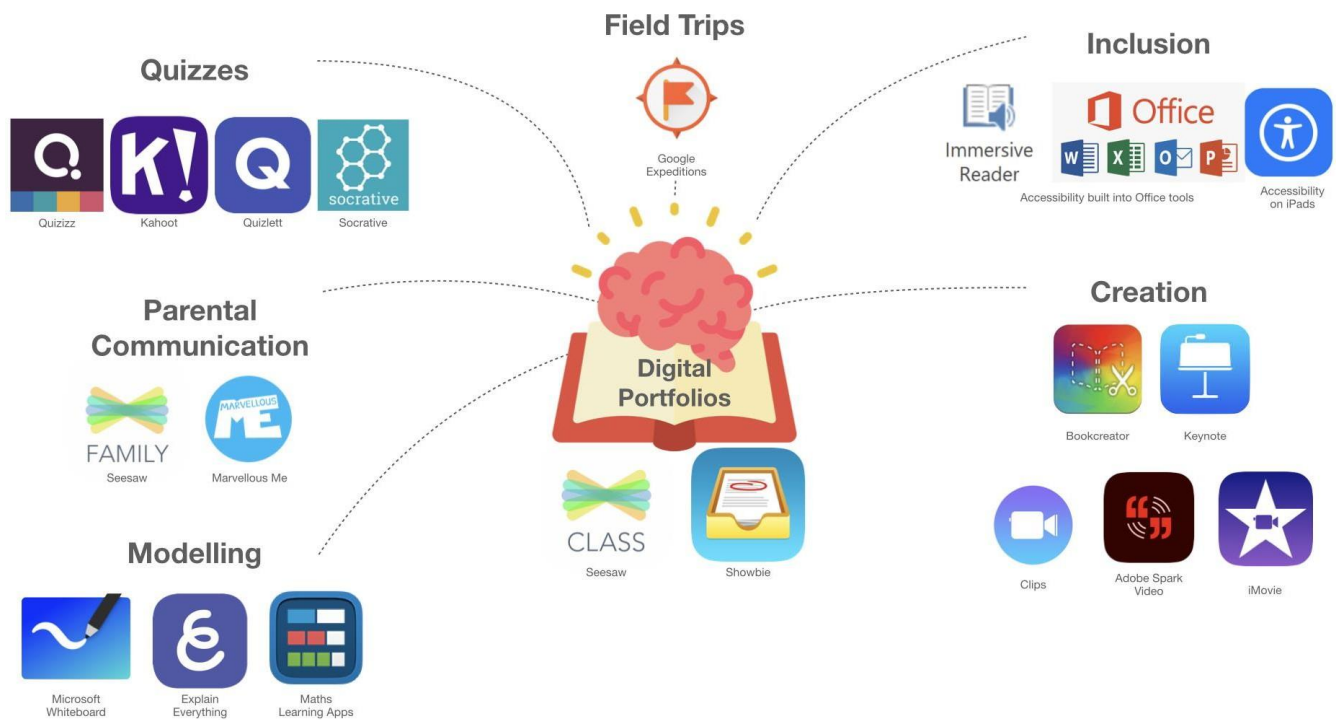 Field Trips
Google
Expeditions
Quizzes
K!
socrative
Quizizz
Kahoot
Quizlett
Socrative
Inclusion
Immersive
Reader
Office
W
X
O
P
Accessibility built into Office tools
Accessibility
on iPads
Parental
Communication
FAMILY
Seesaw
MARVELLOUS
ME
Marvellous Me
Digital
Portfolios
CLASS
Seesaw
Showbie
Creation
Bookcreator
Keynote
Clips
Adobe Spark
Video
iMovie
Modelling
Microsoft
Whiteboard
Explain
Everything
Maths
Learning Apps